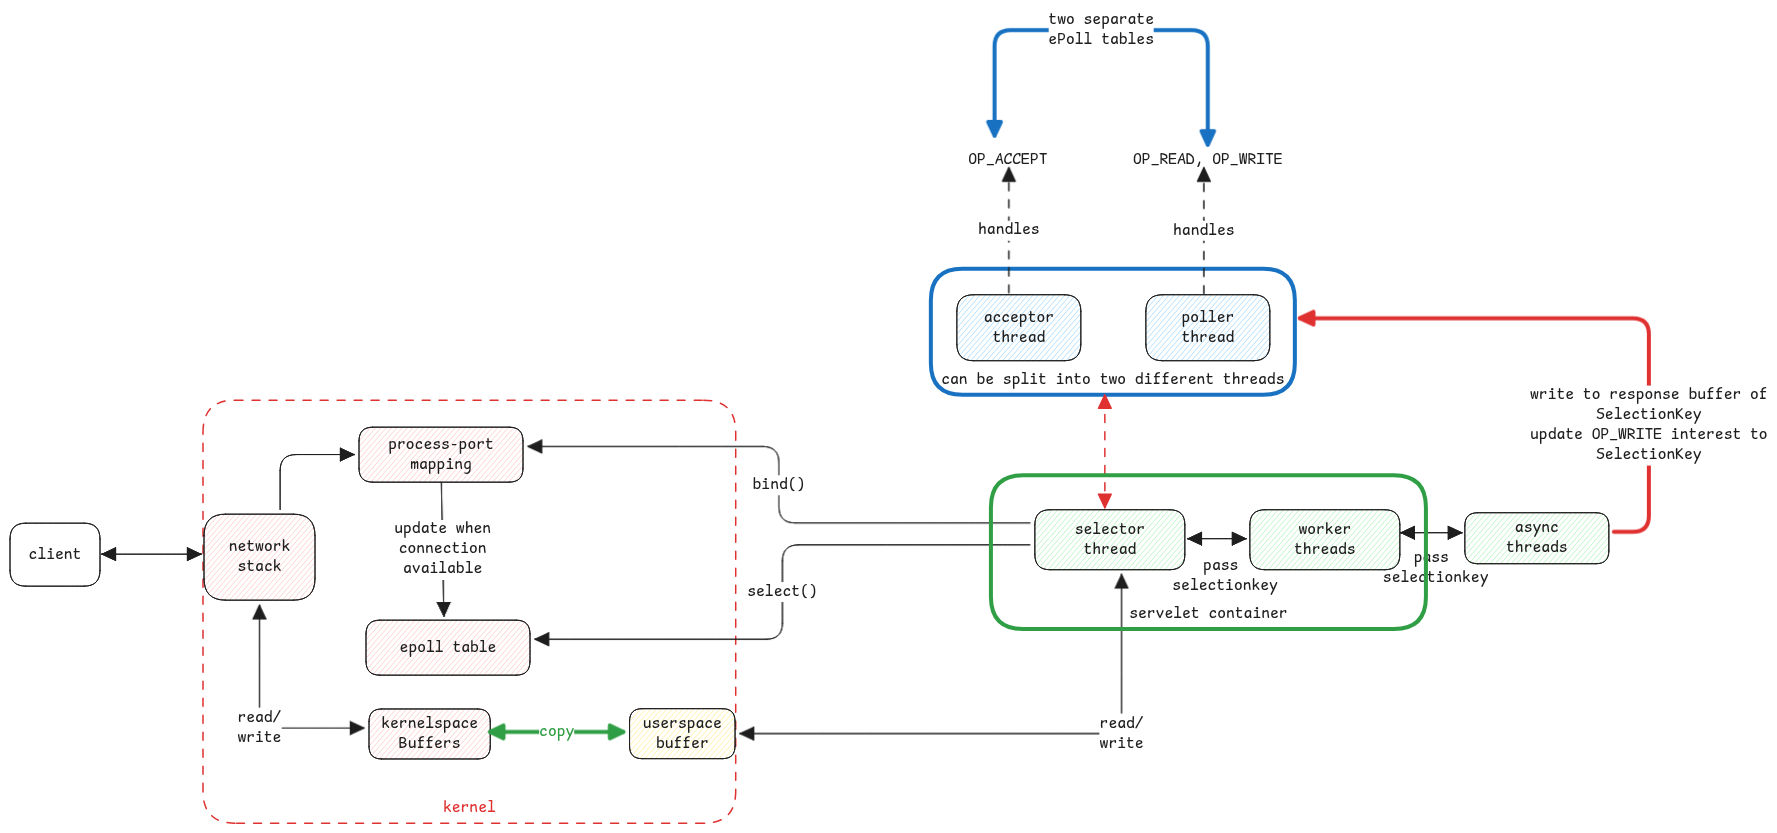 two separate
ePoll tables
OP_ACCEPT
OP_READ, OP_WRITE
handles
handles
acceptor
thread
poller
thread
can be split into two different threads
write to response buffer of
SelectionKey
update OP_WRITE interest to
SelectionKey
process-port
mapping
bind()
update when
connection
available
client
network
stack
selector
thread
worker
threads
async
threads
pass
selectionkey
pass
selectionkey
select()
servelet container
epoll table
read/
write
kernelspace
Buffers
copy
userspace
buffer
read/
write
kernel